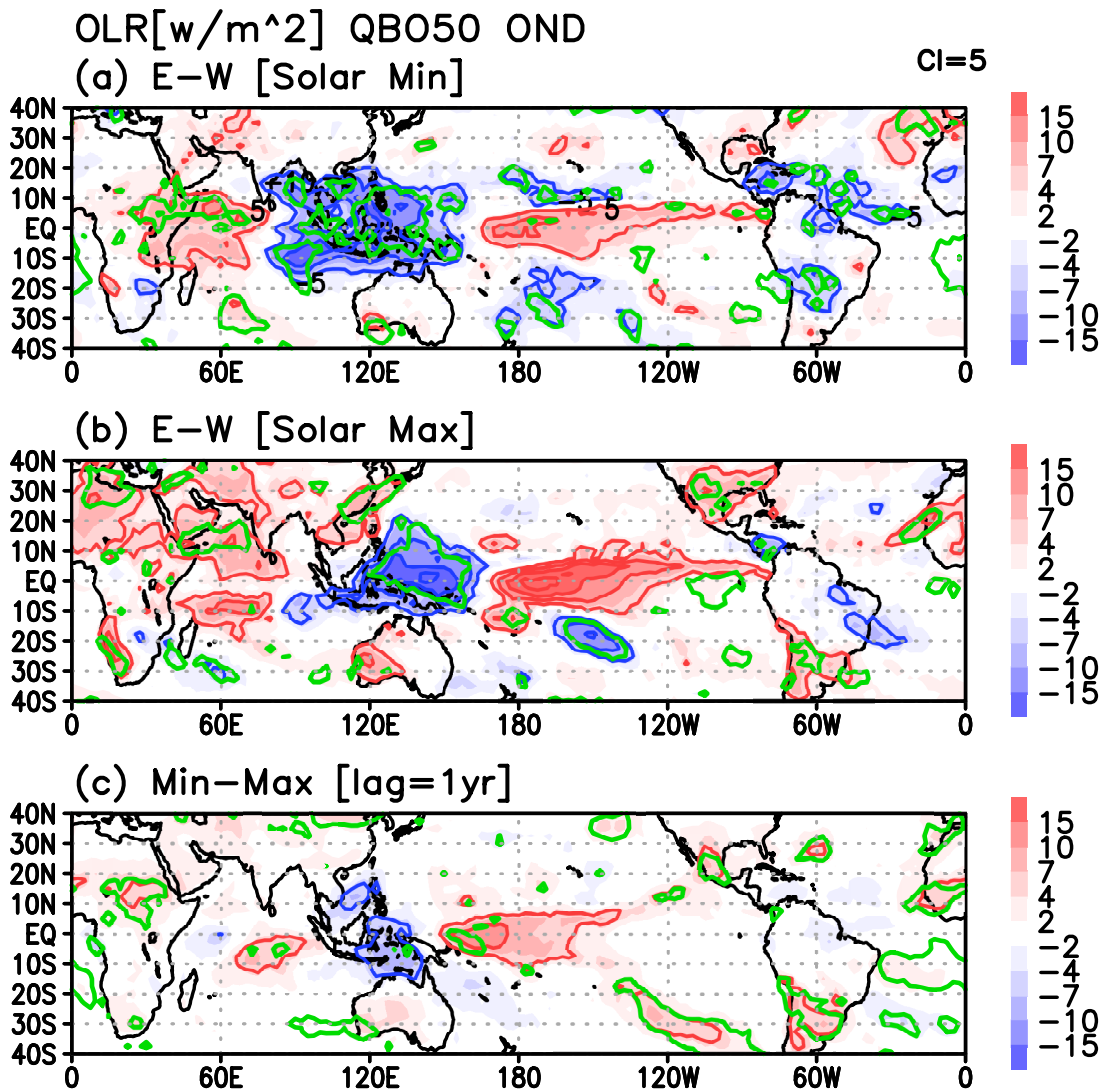 OLR[w/m^2] QBO50 OND
(a) E-W [Solar Min]
CI=5
40N
30N
20N
10N
EQ
10S
20S
30S
40S
0 60E 120E 180 120W 60W 0
5
-5
5
5
15
10
7
4
2
-2
-4
-7
-10
-15
(b) E-W [Solar Max]
40N
30N
20N
10N
EQ
10S
20S
30S
40S
0 60E 120E 180 120W 60W 0
15
10
7
4
2
-2
-4
-7
-10
-15
(c) Min-Max [lag=1yr]
40N
30N
20N
10N
EQ
10S
20S
30S
40S
0 60E 120E 180 120W 60W 0
15
10
7
4
2
-2
-4
-7
-10
-15